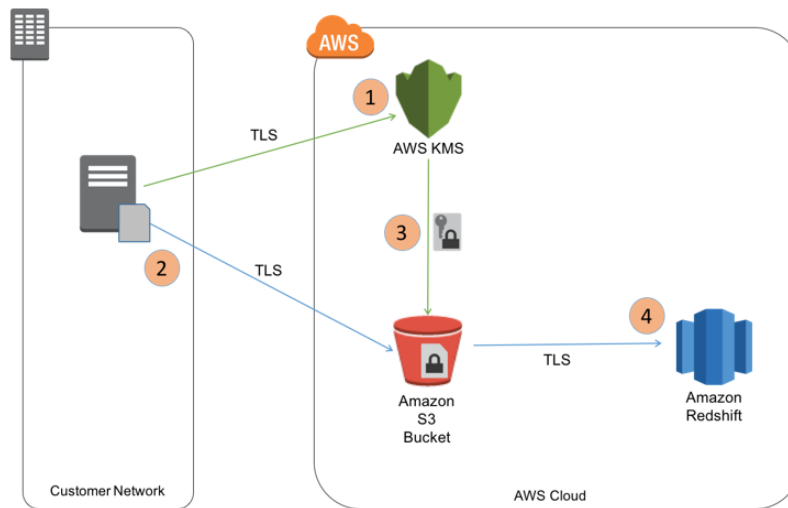 AWS
1
TLS
AWS KMS
3
2
TLS
4
TLS
Amazon
S3
Bucket
Amazon
Redshift
Customer Network
AWS Cloud